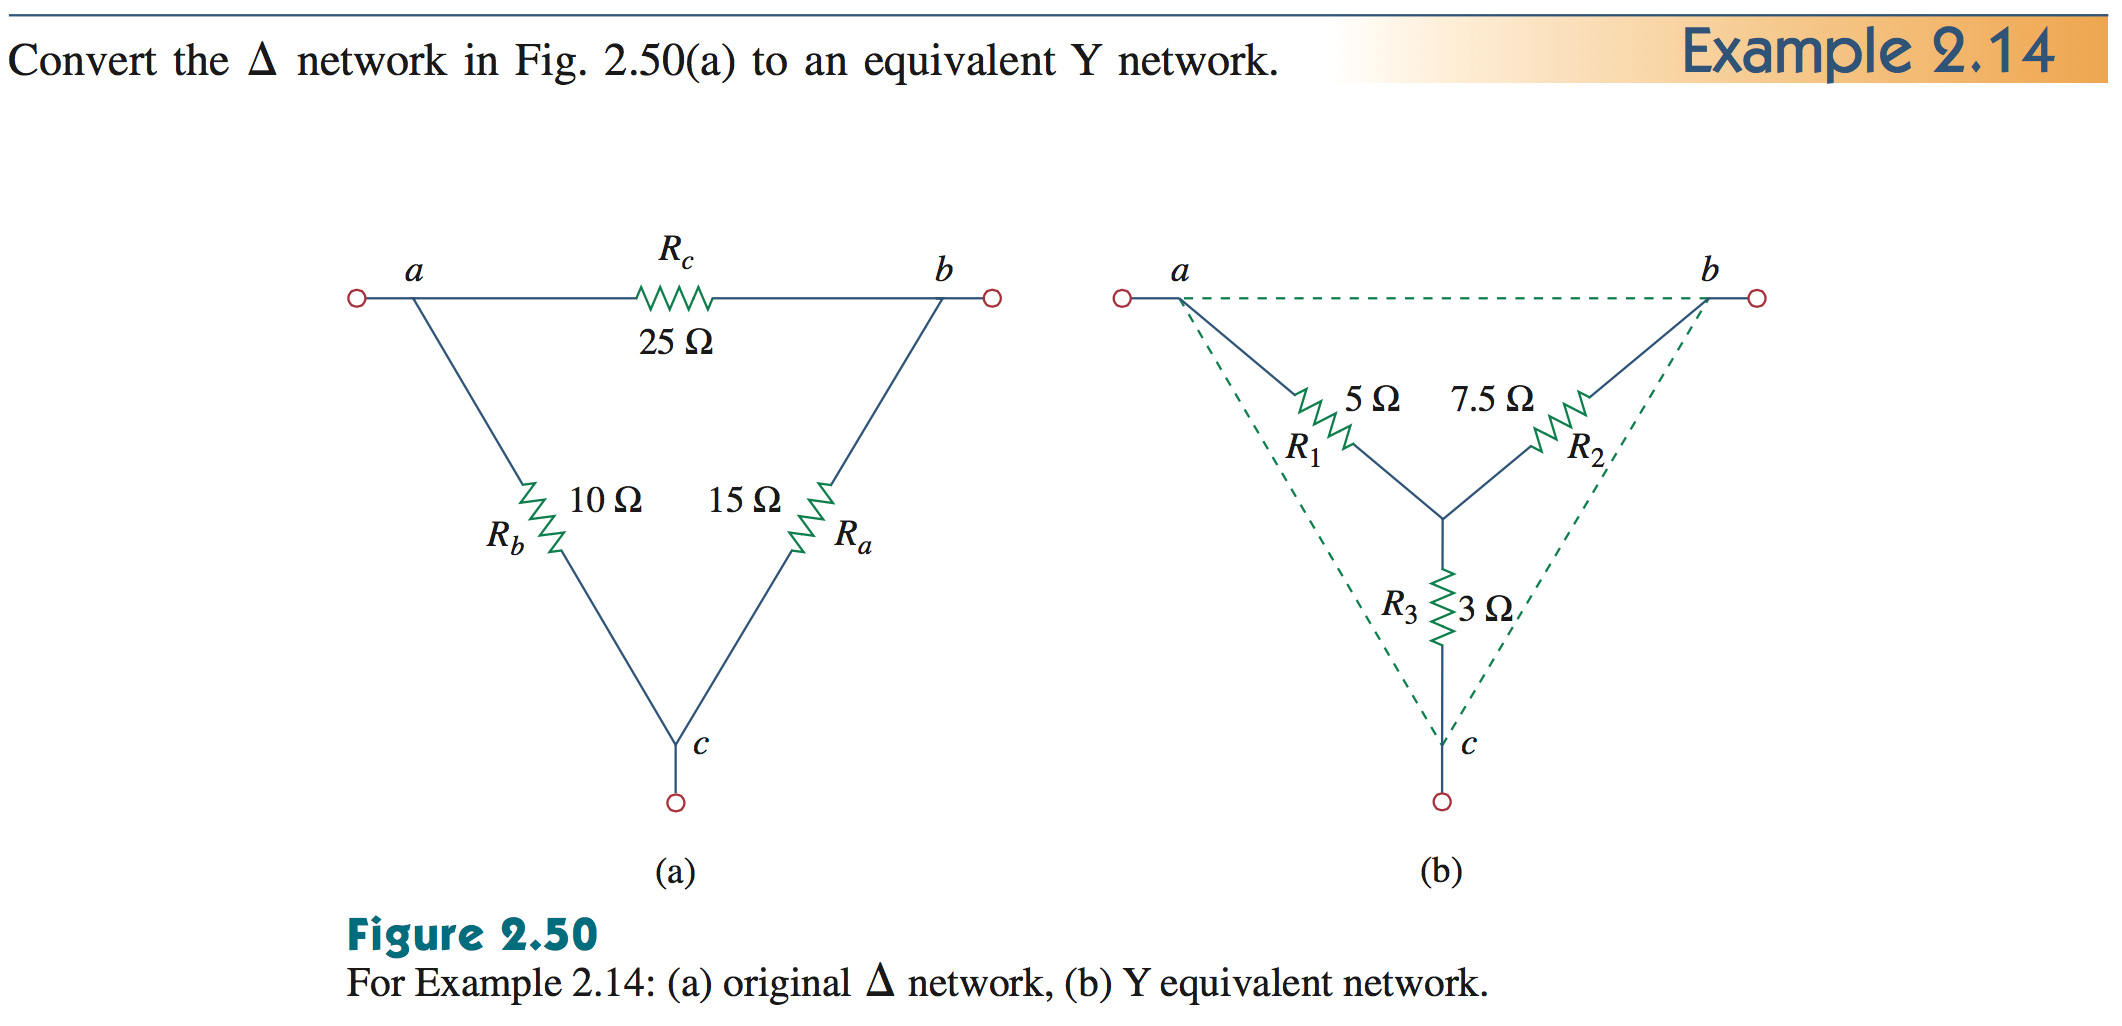 Convert the Δ network in Fig. 2.50(a) to an equivalent Y network.
Example 2.14
R_c
a
b
25 Ω
10 Ω
15 Ω
R_b
R_a
c
(a)
a
b
5 Ω
7.5 Ω
R_1
R_2
R_3
3 Ω
c
(b)
Figure 2.50
For Example 2.14: (a) original Δ network, (b) Y equivalent network.